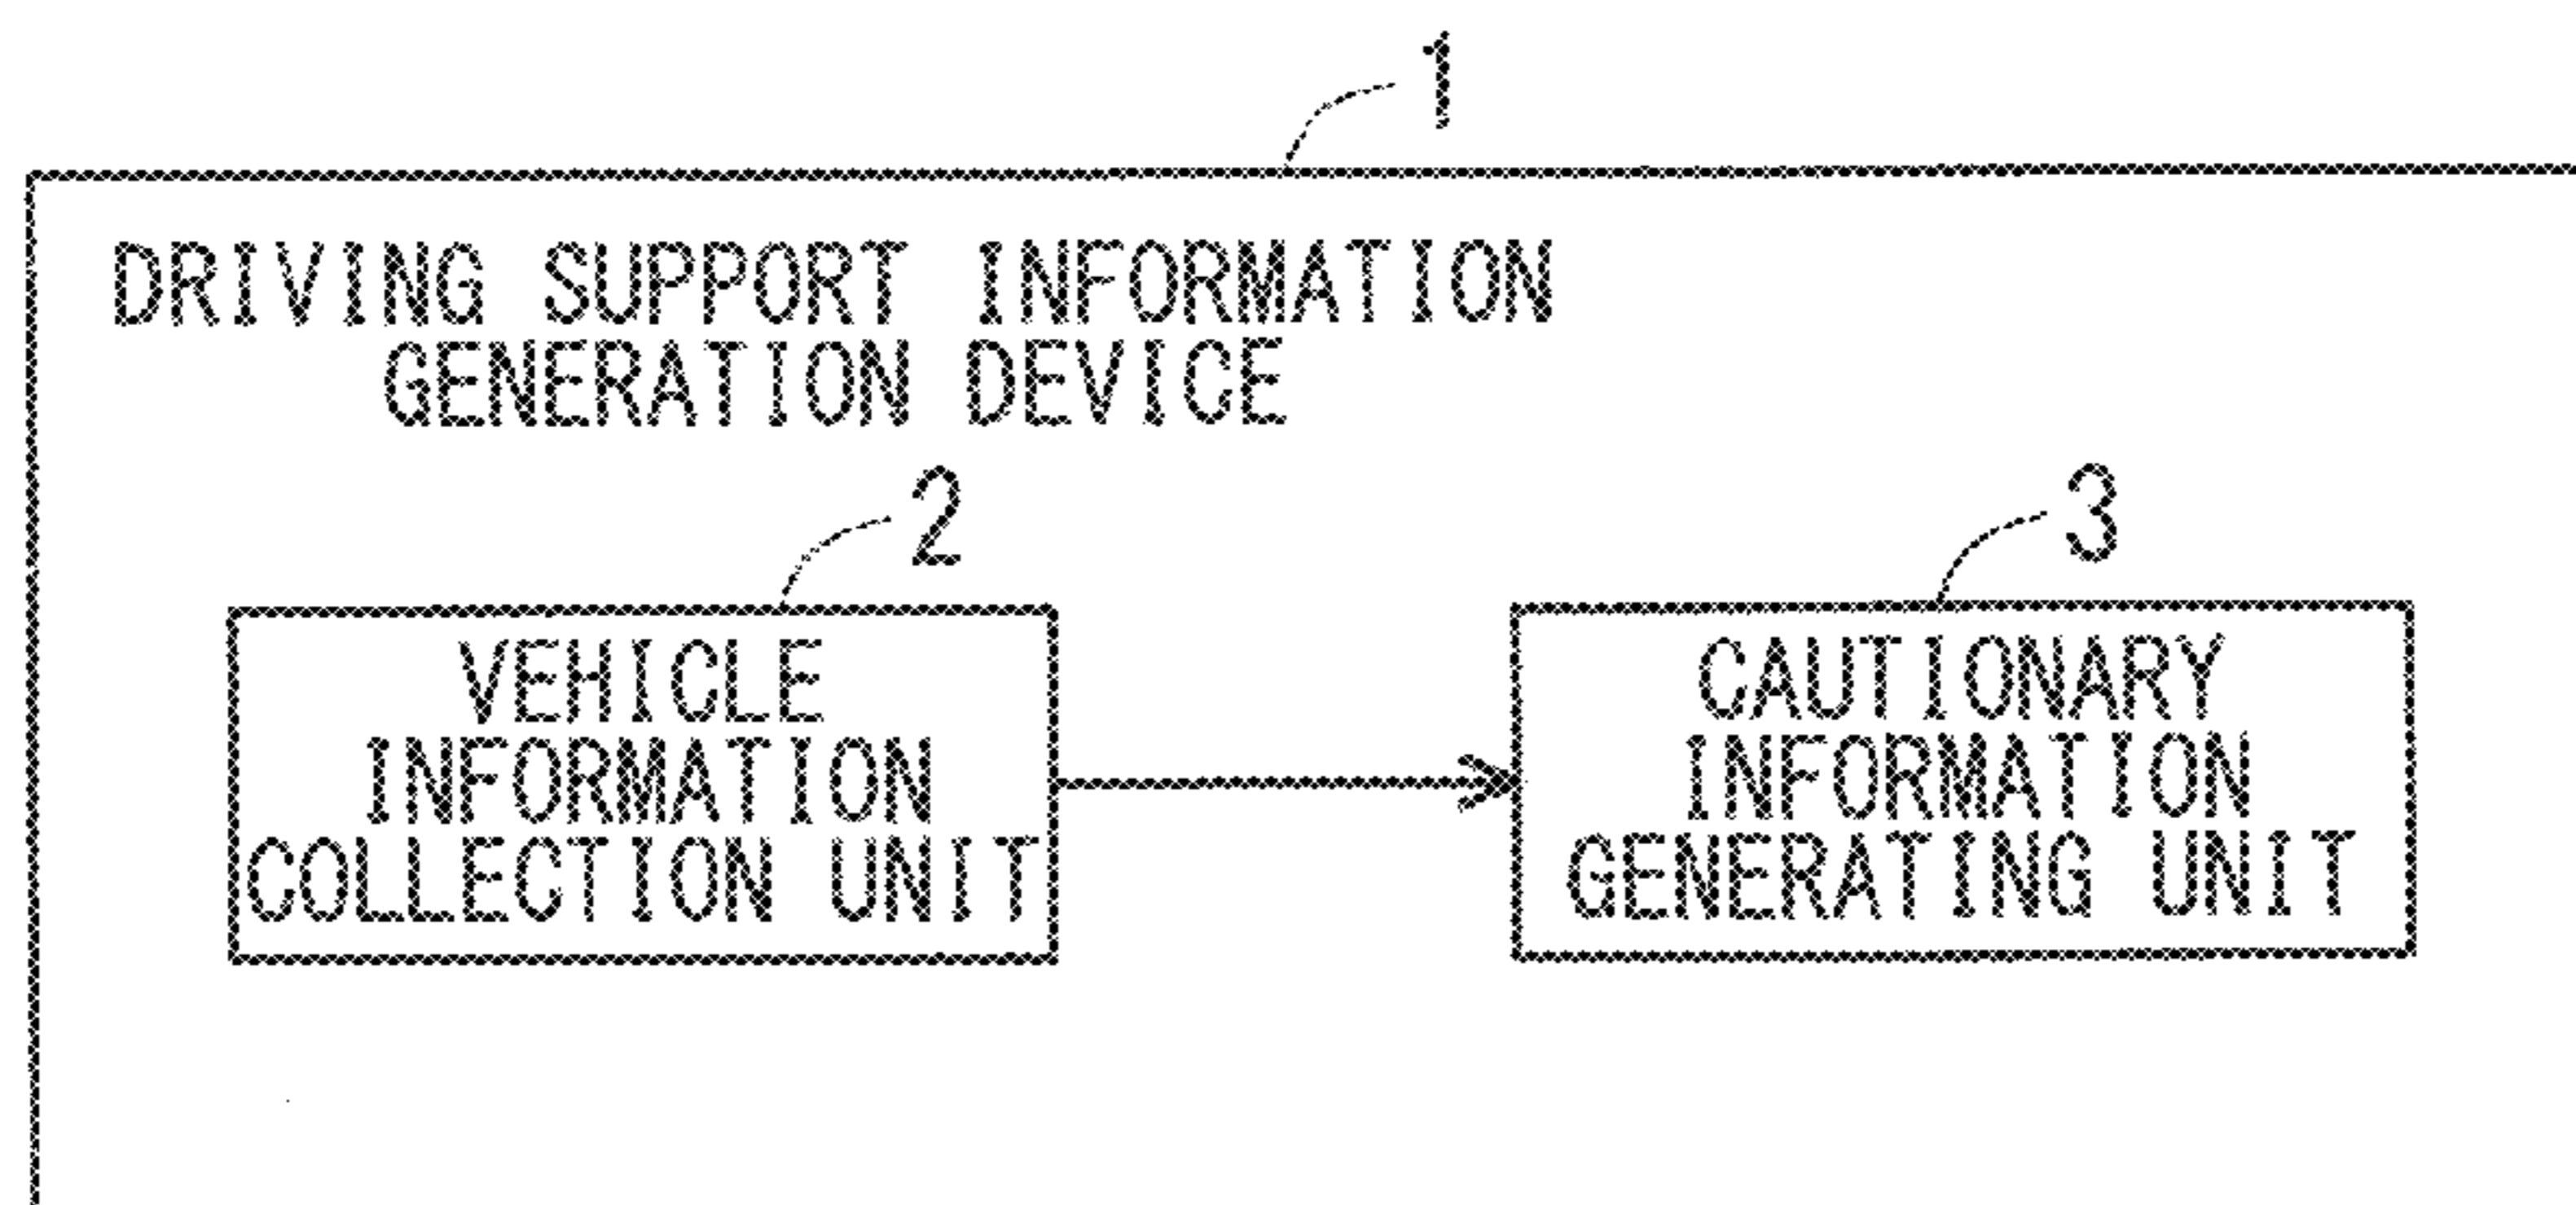 1
DRIVING SUPPORT INFORMATION
GENERATION DEVICE
2
VEHICLE
INFORMATION
COLLECTION UNIT
3
CAUTIONARY
INFORMATION
GENERATING UNIT